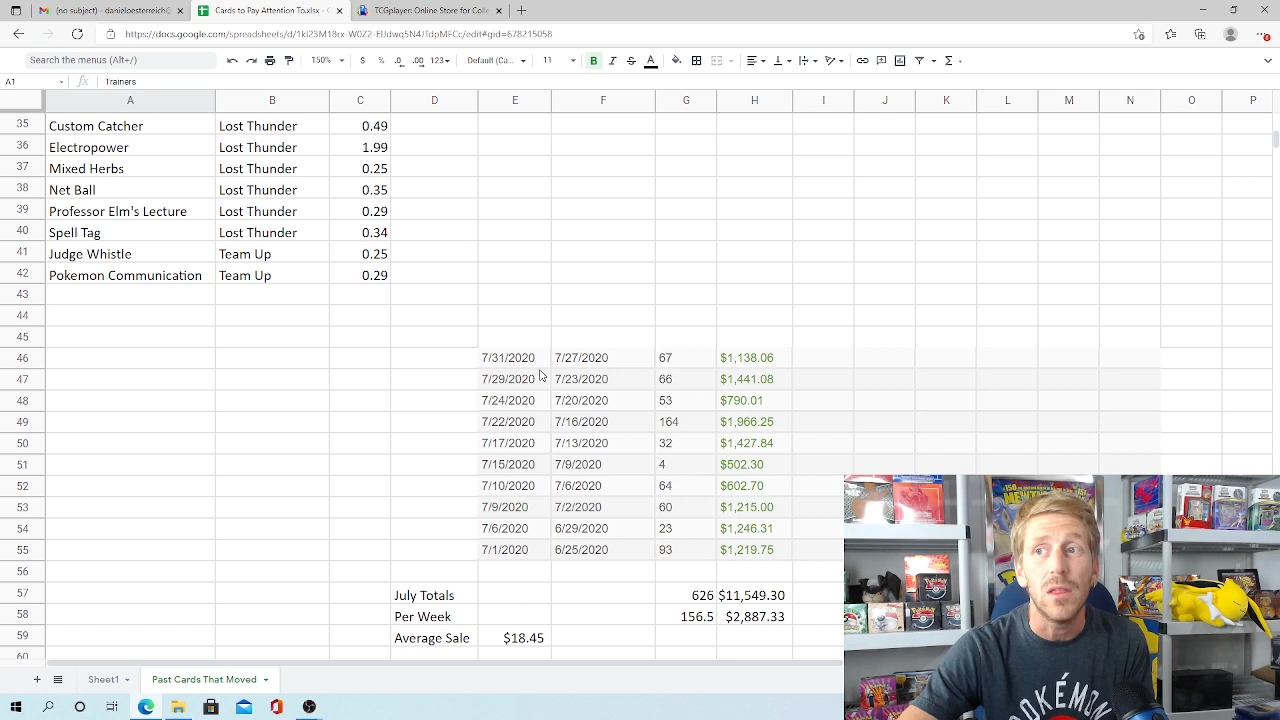 (no subject) - danieloesterreich@
Cards to Pay Attention To.xlsx - G
TCGplayer: Online Store for Colle
https://docs.google.com/spreadsheets/d/1kl23M18rx-W0Z2-EUdwq5N4JTdpMFCc/edit#gid=678215058
Search the menus (Alt+/) 150% $ % .0 .00 123 Default (Ca... 11 B I S A
A1 fx Trainers
A B C D E F G H I J K L M N O P
35 Custom Catcher Lost Thunder 0.49
36 Electropower Lost Thunder 1.99
37 Mixed Herbs Lost Thunder 0.25
38 Net Ball Lost Thunder 0.35
39 Professor Elm's Lecture Lost Thunder 0.29
40 Spell Tag Lost Thunder 0.34
41 Judge Whistle Team Up 0.25
42 Pokemon Communication Team Up 0.29
43
44
45
46 7/31/2020 7/27/2020 67 $1,138.06
47 7/29/2020 7/23/2020 66 $1,441.08
48 7/24/2020 7/20/2020 53 $790.01
49 7/22/2020 7/16/2020 164 $1,966.25
50 7/17/2020 7/13/2020 32 $1,427.84
51 7/15/2020 7/9/2020 4 $502.30
52 7/10/2020 7/6/2020 64 $602.70
53 7/9/2020 7/2/2020 60 $1,215.00
54 7/6/2020 6/29/2020 23 $1,246.31
55 7/1/2020 6/25/2020 93 $1,219.75
56
57 July Totals 626 $11,549.30
58 Per Week 156.5 $2,887.33
59 Average Sale $18.45
60
Sheet1 Past Cards That Moved
POKÉMON